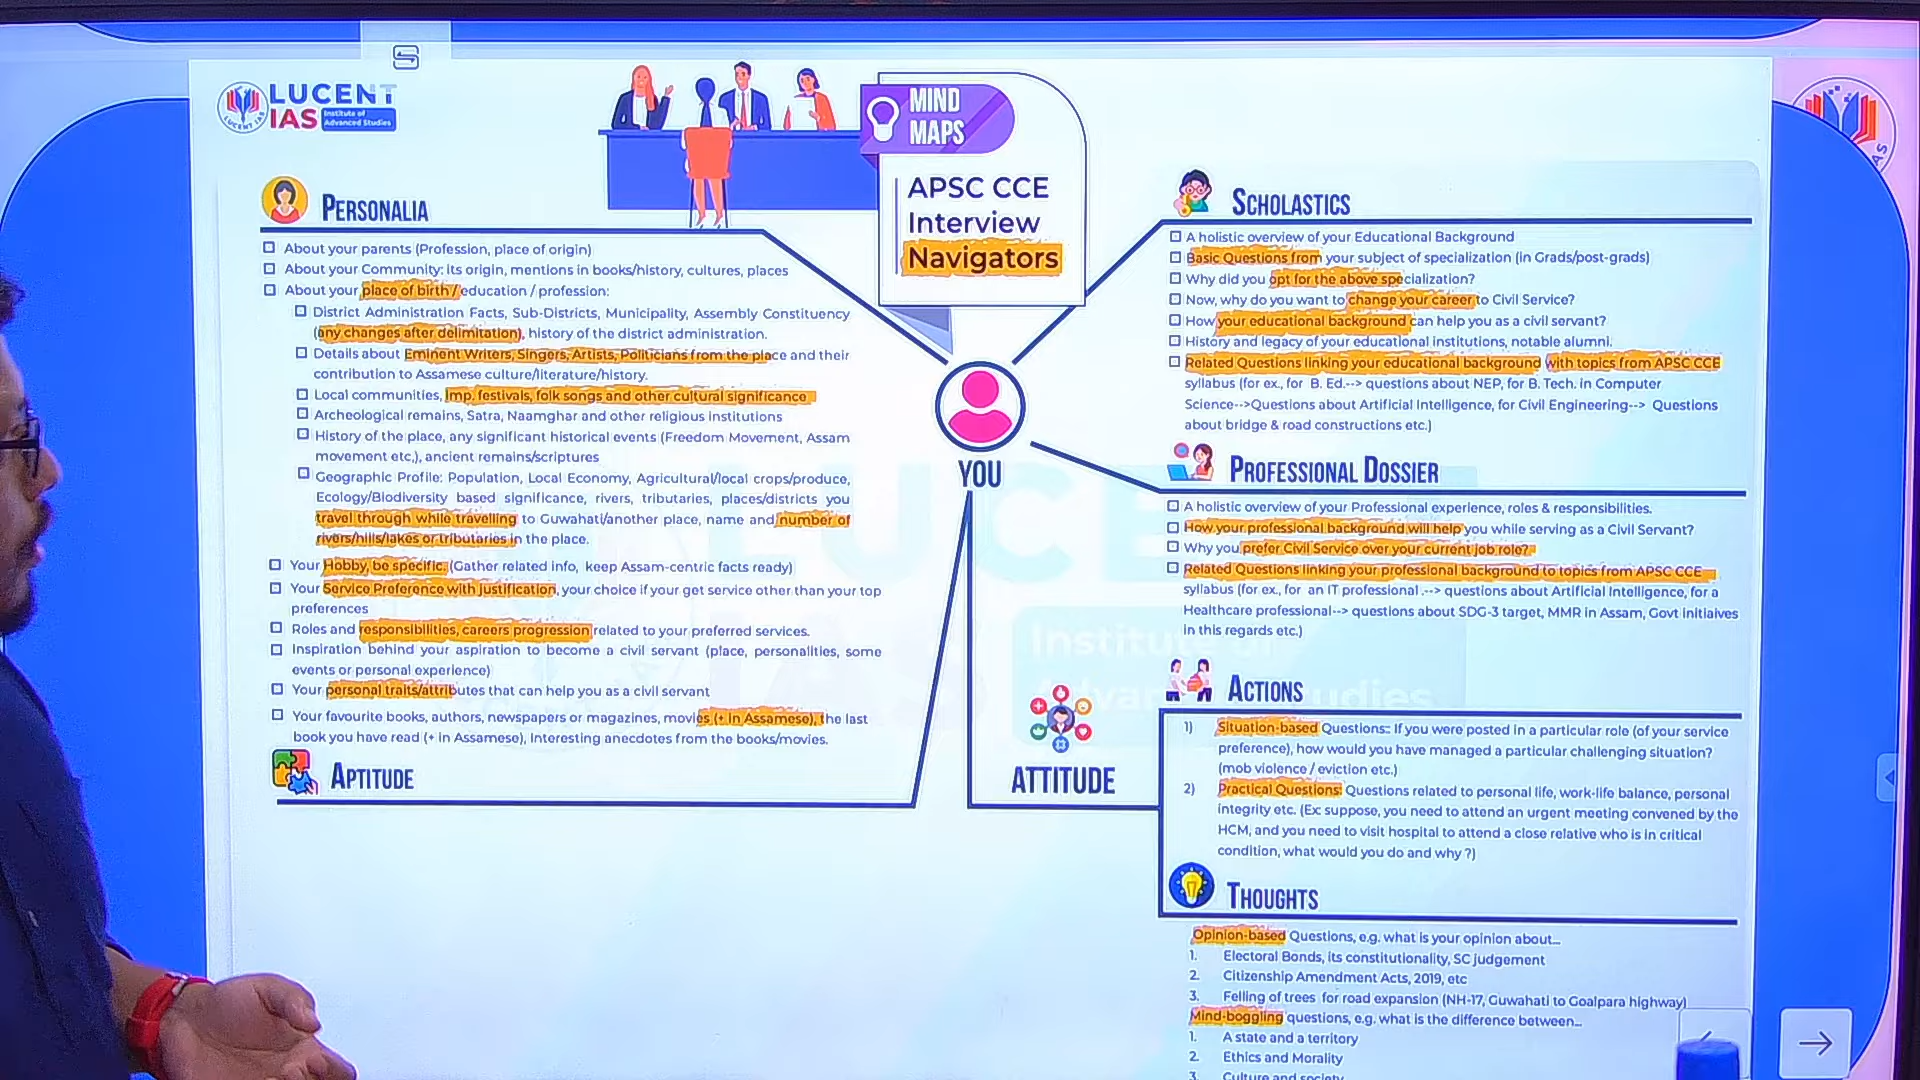 LUCENT
IAS
Institute of
Advanced Studies
MIND
MAPS
APSC CCE
Interview
Navigators
PERSONALIA
About your parents (Profession, place of origin)
About your Community: its origin, mentions in books/history, cultures, places
About your place of birth / education / profession:
District Administration Facts, Sub-Districts, Municipality, Assembly Constituency
(any changes after delimitation), history of the district administration.
Details about Eminent Writers, Singers, Artists, Politicians from the place and their
contribution to Assamese culture/literature/history.
Local communities, Imp. festivals, folk songs and other cultural significance
Archeological remains, Satra, Naamghar and other religious institutions
History of the place, any significant historical events (Freedom Movement, Assam
movement etc.), ancient remains/scriptures
Geographic Profile: Population, Local Economy, Agricultural/local crops/produce,
Ecology/Biodiversity based significance, rivers, tributaries, places/districts you
travel through while travelling to Guwahati/another place, name and number of
rivers/hills/lakes or tributaries in the place.
Your Hobby, be specific. (Gather related info, keep Assam-centric facts ready)
Your Service Preference with Justification, your choice if your get service other than your top
preferences
Roles and responsibilities, careers progression related to your preferred services.
Inspiration behind your aspiration to become a civil servant (place, personalities, some
events or personal experience)
Your personal traits/attributes that can help you as a civil servant
Your favourite books, authors, newspapers or magazines, movies (+ in Assamese), the last
book you have read (+ in Assamese), Interesting anecdotes from the books/movies.
APTITUDE
YOU
ATTITUDE
SCHOLASTICS
A holistic overview of your Educational Background
Basic Questions from your subject of specialization (in Grads/post-grads)
Why did you opt for the above specialization?
Now, why do you want to change your career to Civil Service?
How your educational background can help you as a civil servant?
History and legacy of your educational institutions, notable alumni.
Related Questions linking your educational background with topics from APSC CCE
syllabus (for ex., for B. Ed.--> questions about NEP, for B. Tech. in Computer
Science-->Questions about Artificial Intelligence, for Civil Engineering--> Questions
about bridge & road constructions etc.)
PROFESSIONAL DOSSIER
A holistic overview of your Professional experience, roles & responsibilities.
How your professional background will help you while serving as a Civil Servant?
Why you prefer Civil Service over your current job role?
Related Questions linking your professional background to topics from APSC CCE
syllabus (for ex., for an IT professional .--> questions about Artificial Intelligence, for a
Healthcare professional--> questions about SDG-3 target, MMR in Assam, Govt initiaives
in this regards etc.)
ACTIONS
1) Situation-based Questions:: If you were posted in a particular role (of your service
preference), how would you have managed a particular challenging situation?
(mob violence / eviction etc.)
2) Practical Questions: Questions related to personal life, work-life balance, personal
integrity etc. (Ex: suppose, you need to attend an urgent meeting convened by the
HCM, and you need to visit hospital to attend a close relative who is in critical
condition, what would you do and why ?)
THOUGHTS
Opinion-based Questions, e.g. what is your opinion about...
1. Electoral Bonds, its constitutionality, SC judgement
2. Citizenship Amendment Acts, 2019, etc
3. Felling of trees for road expansion (NH-17, Guwahati to Goalpara highway)
Mind-boggling questions, e.g. what is the difference between...
1. A state and a territory
2. Ethics and Morality
3. Culture and society